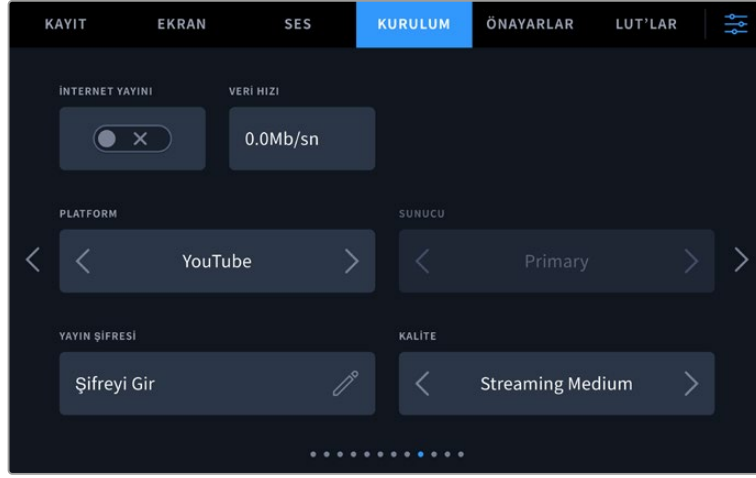 KAYIT EKRAN SES KURULUM ÖNAYARLAR LUT’LAR
İNTERNET YAYINI VERİ HIZI
0.0Mb/sn
PLATFORM SUNUCU
YouTube Primary
YAYIN ŞİFRESİ KALİTE
Şifreyi Gir Streaming Medium